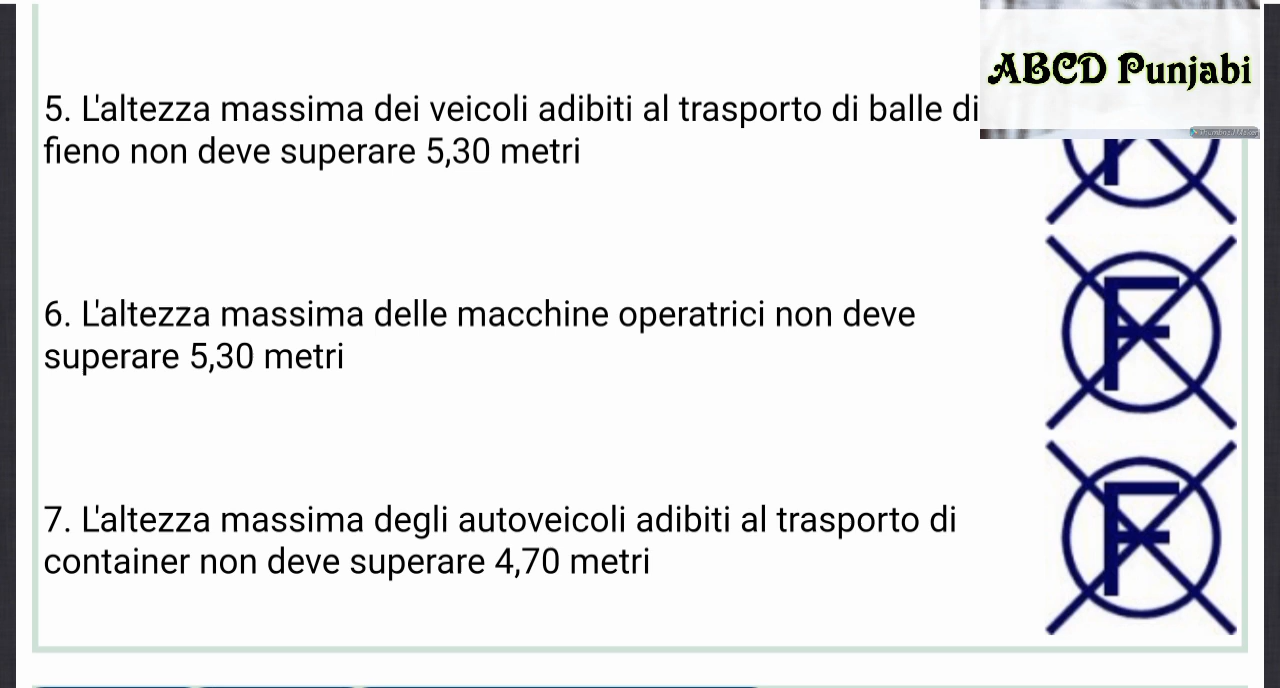 ABCD Punjabi
5. L'altezza massima dei veicoli adibiti al trasporto di balle di
fieno non deve superare 5,30 metri
F
6. L'altezza massima delle macchine operatrici non deve
superare 5,30 metri
F
7. L'altezza massima degli autoveicoli adibiti al trasporto di
container non deve superare 4,70 metri
F